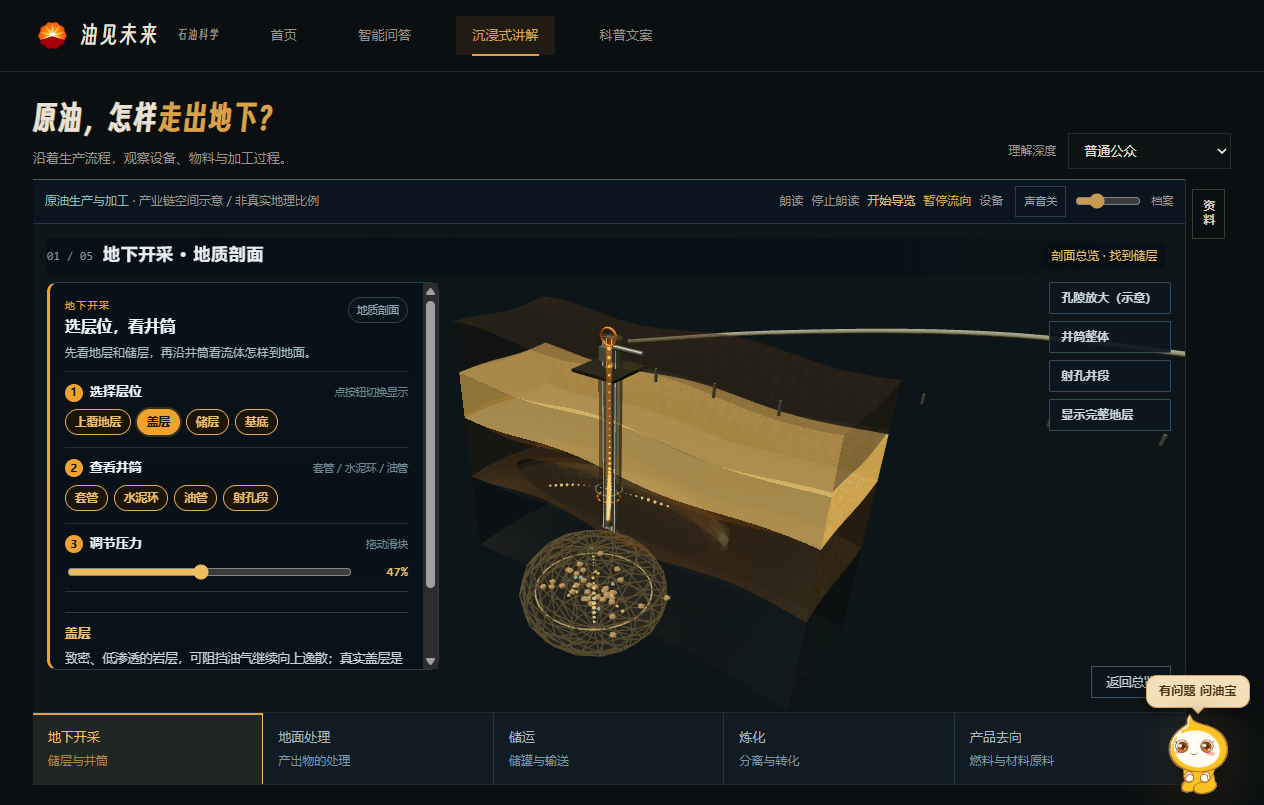 油见未来 石油科学 首页 智能问答 沉浸式讲解 科普文案
原油，怎样走出地下？
沿着生产流程，观察设备、物料与加工过程。
理解深度 普通公众
原油生产与加工 · 产业链空间示意 / 非真实地理比例
朗读 停止朗读 开始导览 暂停流向 设备 声音关 档案
资料
01 / 05 地下开采 · 地质剖面
剖面总览 · 找到储层
地下开采
地质剖面
选层位，看井筒
先看地层和储层，再沿井筒看流体怎样到地面。
1 选择层位 点按钮切换显示
上覆地层 盖层 储层 基底
2 查看井筒 套管 / 水泥环 / 油管
套管 水泥环 油管 射孔段
3 调节压力 拖动滑块
47%
盖层
致密、低渗透的岩层，可阻挡油气继续向上逸散；真实盖层是
孔隙放大（示意）
井筒整体
射孔井段
显示完整地层
返回总
有问题 问油宝
地下开采
储层与井筒
地面处理
产出物的处理
储运
储罐与输送
炼化
分离与转化
产品去向
燃料与材料原料